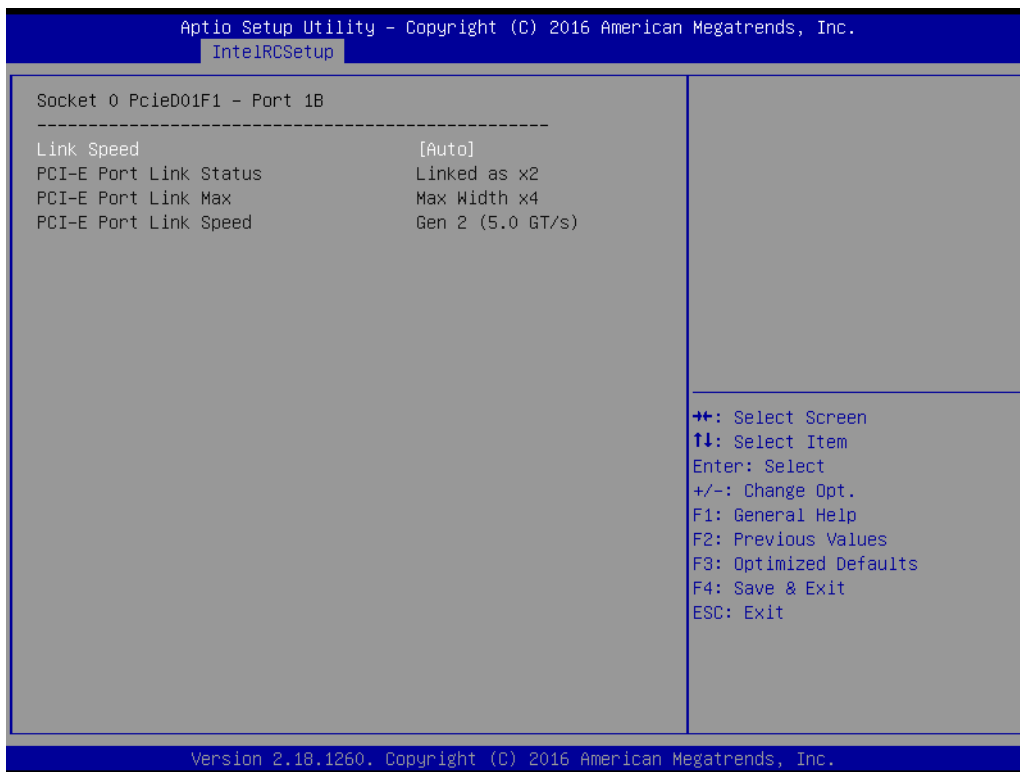 Aptio Setup Utility – Copyright (C) 2016 American Megatrends, Inc.
IntelRCSetup
Socket 0 PcieD01F1 – Port 1B
--------------------------------------------------
Link Speed [Auto]
PCI-E Port Link Status Linked as x2
PCI-E Port Link Max Max Width x4
PCI-E Port Link Speed Gen 2 (5.0 GT/s)
→←: Select Screen
↑↓: Select Item
Enter: Select
+/-: Change Opt.
F1: General Help
F2: Previous Values
F3: Optimized Defaults
F4: Save & Exit
ESC: Exit
Version 2.18.1260. Copyright (C) 2016 American Megatrends, Inc.